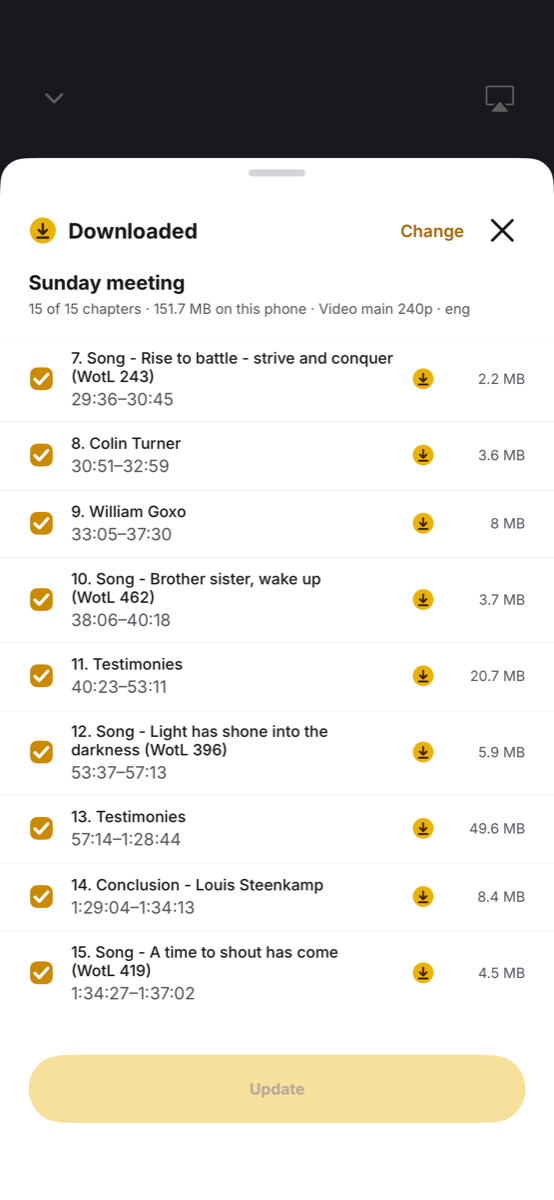 Downloaded
Change
Sunday meeting
15 of 15 chapters · 151.7 MB on this phone · Video main 240p · eng
7. Song - Rise to battle - strive and conquer
(WotL 243)
29:36–30:45
2.2 MB
8. Colin Turner
30:51–32:59
3.6 MB
9. William Goxo
33:05–37:30
8 MB
10. Song - Brother sister, wake up
(WotL 462)
38:06–40:18
3.7 MB
11. Testimonies
40:23–53:11
20.7 MB
12. Song - Light has shone into the
darkness (WotL 396)
53:37–57:13
5.9 MB
13. Testimonies
57:14–1:28:44
49.6 MB
14. Conclusion - Louis Steenkamp
1:29:04–1:34:13
8.4 MB
15. Song - A time to shout has come
(WotL 419)
1:34:27–1:37:02
4.5 MB
Update